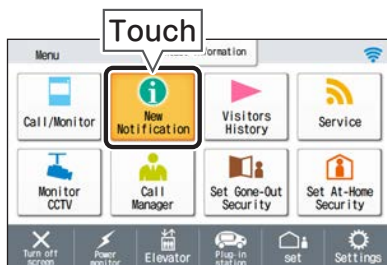 Touch
Menu
New
Notification
Call/Monitor
Visitors
History
Service
Monitor
CCTV
Call
Manager
Set Gone-Out
Security
Set At-Home
Security
Turn off
screen
Power
monitor
Elevator
Plug-in
station
set
Settings